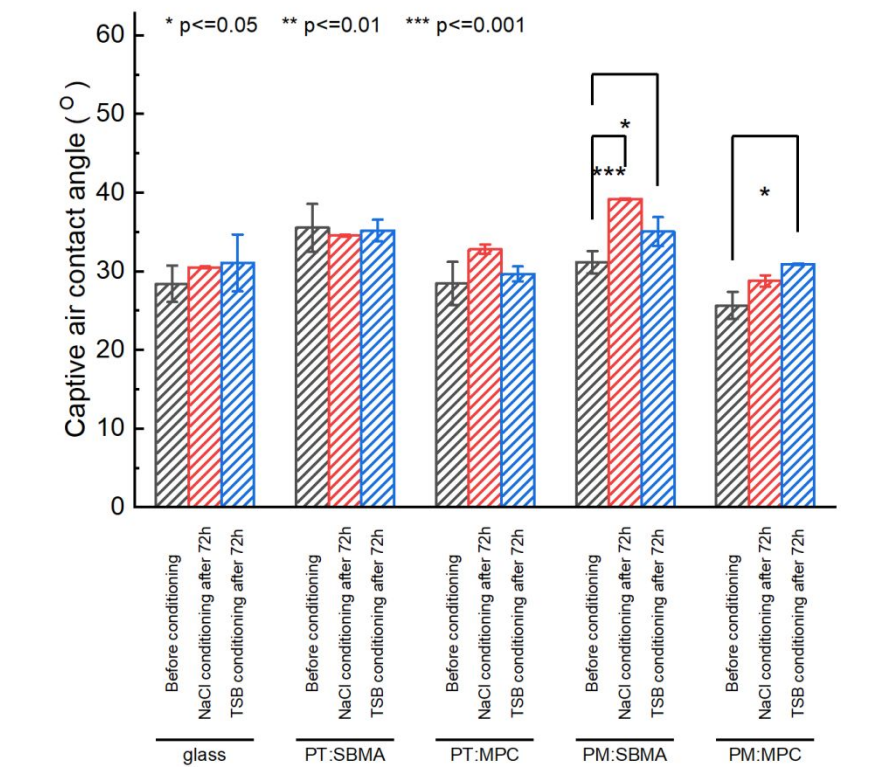 * p<=0.05 ** p<=0.01 *** p<=0.001
Captive air contact angle (O)
60
50
40
30
20
10
0
*
***
*
Before conditioning
NaCl conditioning after 72h
TSB conditioning after 72h
Before conditioning
NaCl conditioning after 72h
TSB conditioning after 72h
Before conditioning
NaCl conditioning after 72h
TSB conditioning after 72h
Before conditioning
NaCl conditioning after 72h
TSB conditioning after 72h
Before conditioning
NaCl conditioning after 72h
TSB conditioning after 72h
glass PT:SBMA PT:MPC PM:SBMA PM:MPC